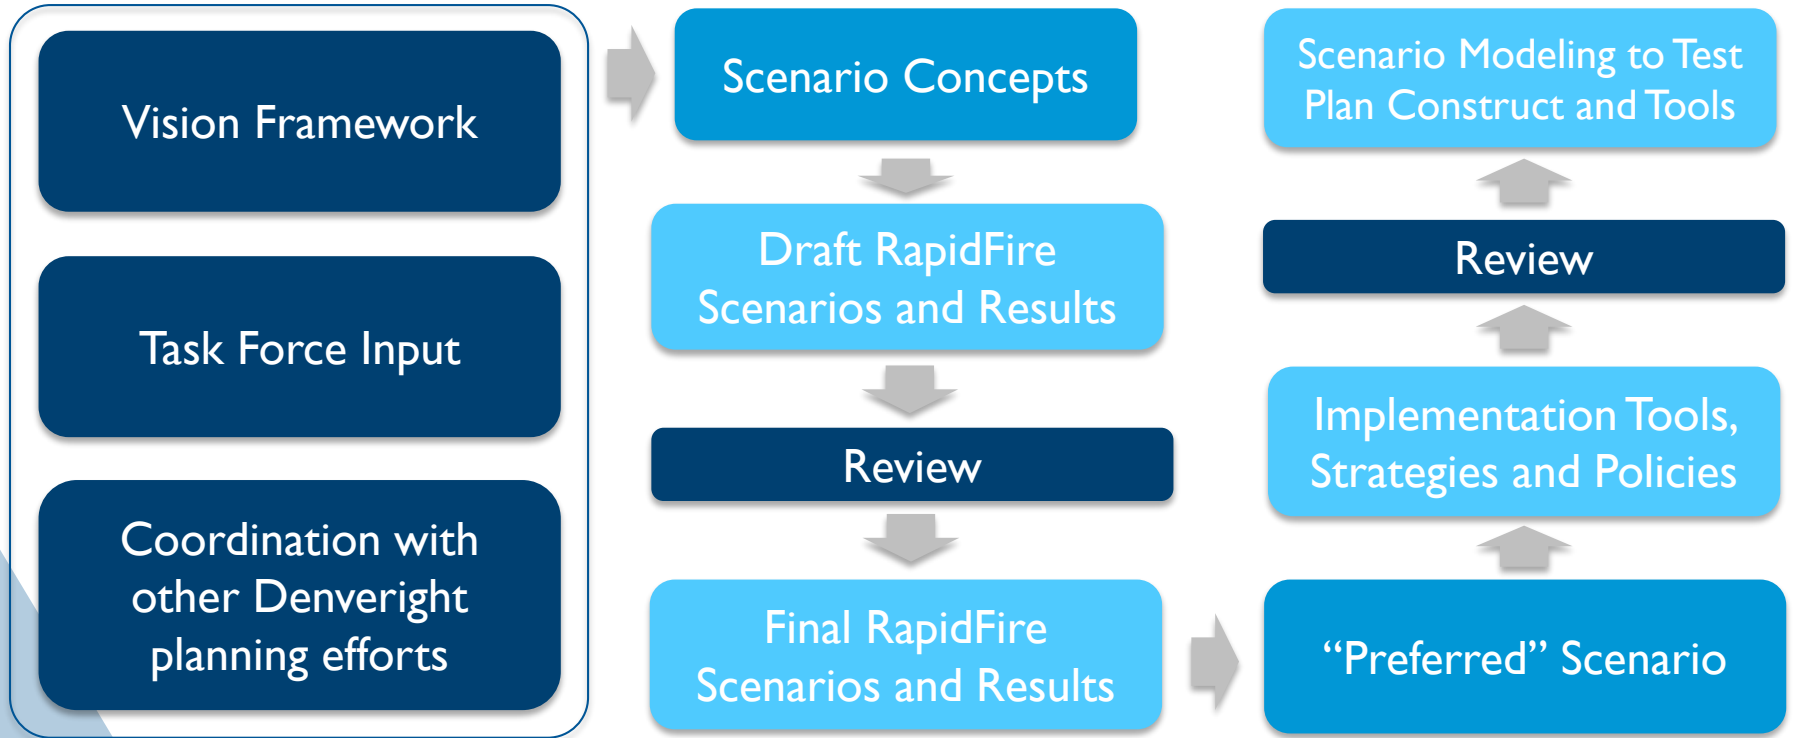 Vision Framework
Task Force Input
Coordination with
other Denveright
planning efforts
Scenario Concepts
Draft RapidFire
Scenarios and Results
Review
Final RapidFire
Scenarios and Results
“Preferred” Scenario
Implementation Tools,
Strategies and Policies
Review
Scenario Modeling to Test
Plan Construct and Tools